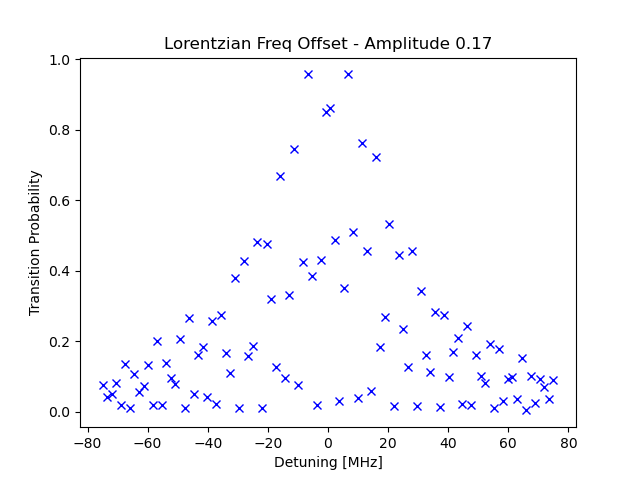 Lorentzian Freq Offset - Amplitude 0.17
1.0
0.8
0.6
0.4
0.2
0.0
Transition Probability
−80 −60 −40 −20 0 20 40 60 80
Detuning [MHz]